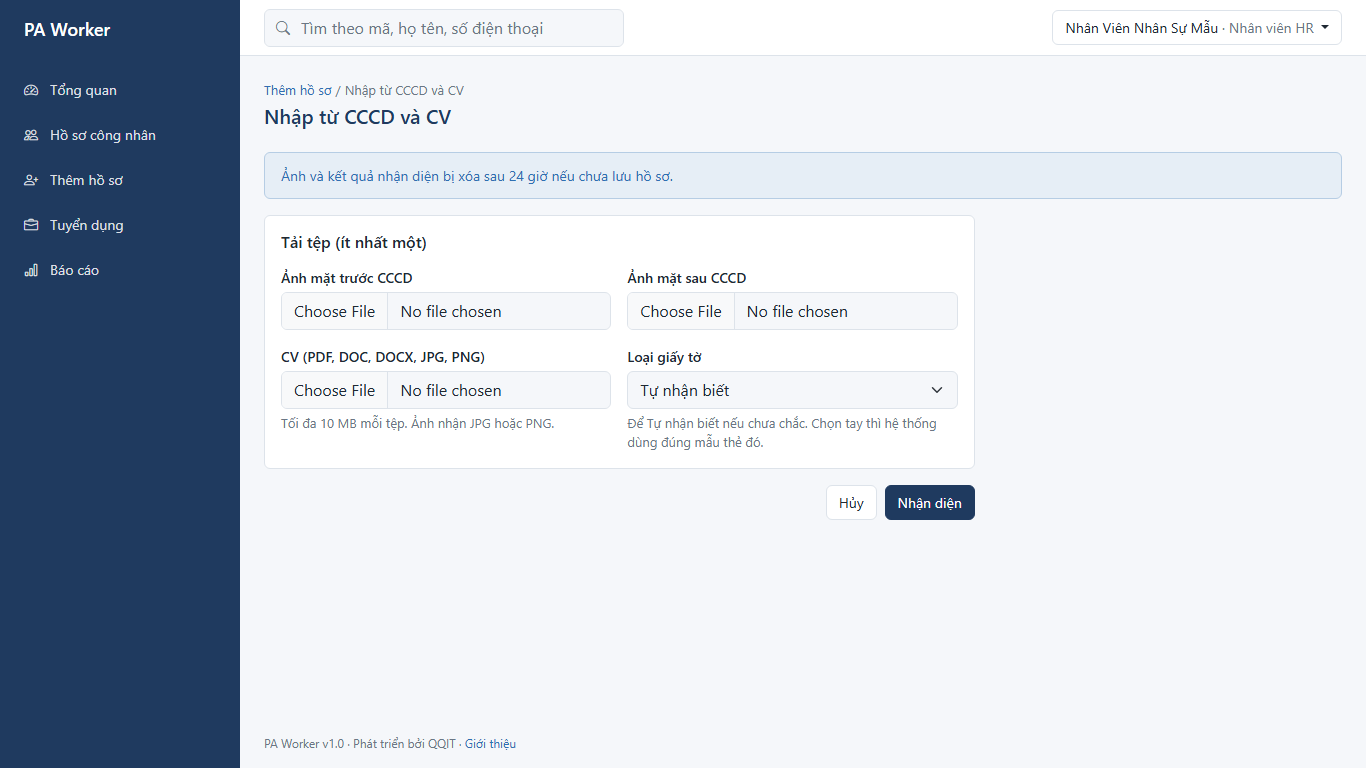 PA Worker
Tìm theo mã, họ tên, số điện thoại
Nhân Viên Nhân Sự Mẫu · Nhân viên HR
Tổng quan
Hồ sơ công nhân
Thêm hồ sơ
Tuyển dụng
Báo cáo
Thêm hồ sơ / Nhập từ CCCD và CV
Nhập từ CCCD và CV
Ảnh và kết quả nhận diện bị xóa sau 24 giờ nếu chưa lưu hồ sơ.
Tải tệp (ít nhất một)
Ảnh mặt trước CCCD
Choose File No file chosen
Ảnh mặt sau CCCD
Choose File No file chosen
CV (PDF, DOC, DOCX, JPG, PNG)
Choose File No file chosen
Tối đa 10 MB mỗi tệp. Ảnh nhận JPG hoặc PNG.
Loại giấy tờ
Tự nhận biết
Để Tự nhận biết nếu chưa chắc. Chọn tay thì hệ thống
dùng đúng mẫu thẻ đó.
Hủy
Nhận diện
PA Worker v1.0 · Phát triển bởi QQIT · Giới thiệu